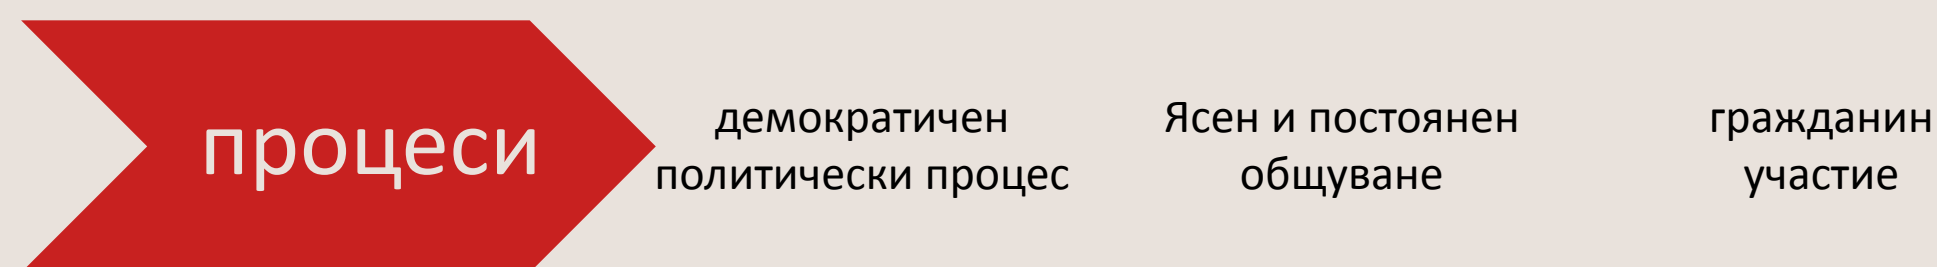 процеси
демократичен
политически процес
Ясен и постоянен
общуване
гражданин
участие